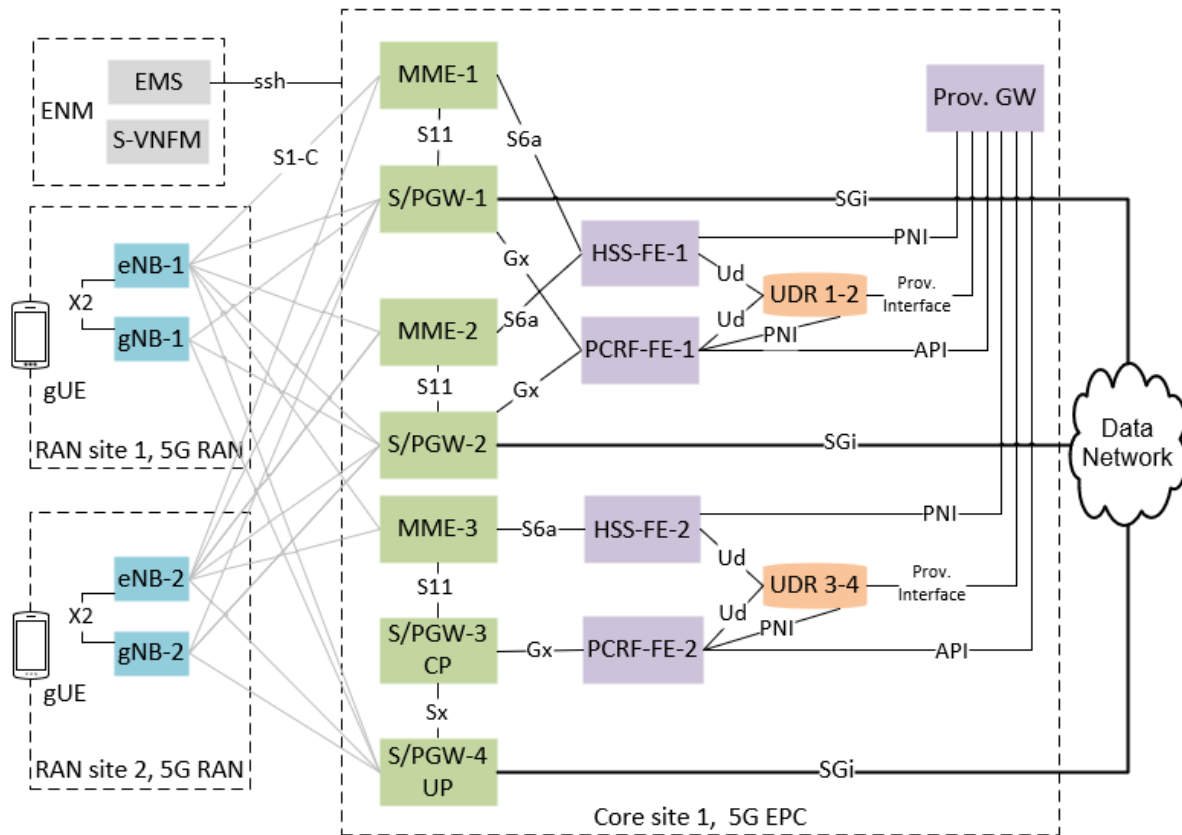 ENM
EMS
S-VNFM
ssh
S1-C
MME-1
S11
S6a
S/PGW-1
SGi
Prov. GW
eNB-1
X2
gNB-1
gUE
RAN site 1, 5G RAN
Gx
HSS-FE-1
PNI
Ud
UDR 1-2
Prov.
Interface
MME-2
S6a
Ud
PNI
PCRF-FE-1
API
S11
Gx
S/PGW-2
SGi
Data
Network
MME-3
S6a
HSS-FE-2
PNI
Ud
UDR 3-4
Prov.
Interface
eNB-2
X2
gNB-2
gUE
RAN site 2, 5G RAN
S11
Ud
PNI
S/PGW-3
CP
Gx
PCRF-FE-2
API
Sx
S/PGW-4
UP
SGi
Core site 1, 5G EPC